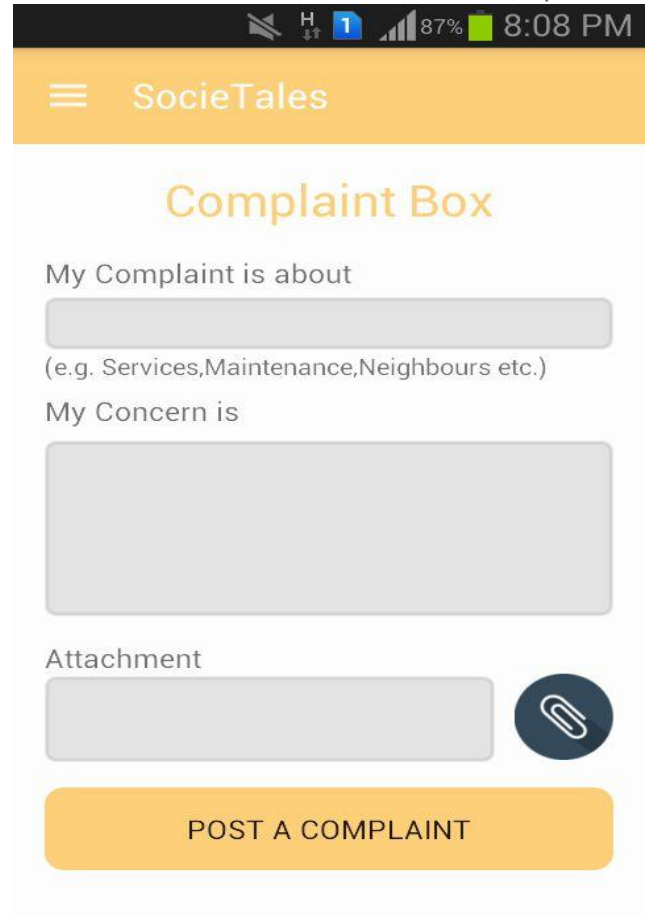 H 1 87% 8:08 PM
SocieTales
Complaint Box
My Complaint is about
(e.g. Services,Maintenance,Neighbours etc.)
My Concern is
Attachment
POST A COMPLAINT